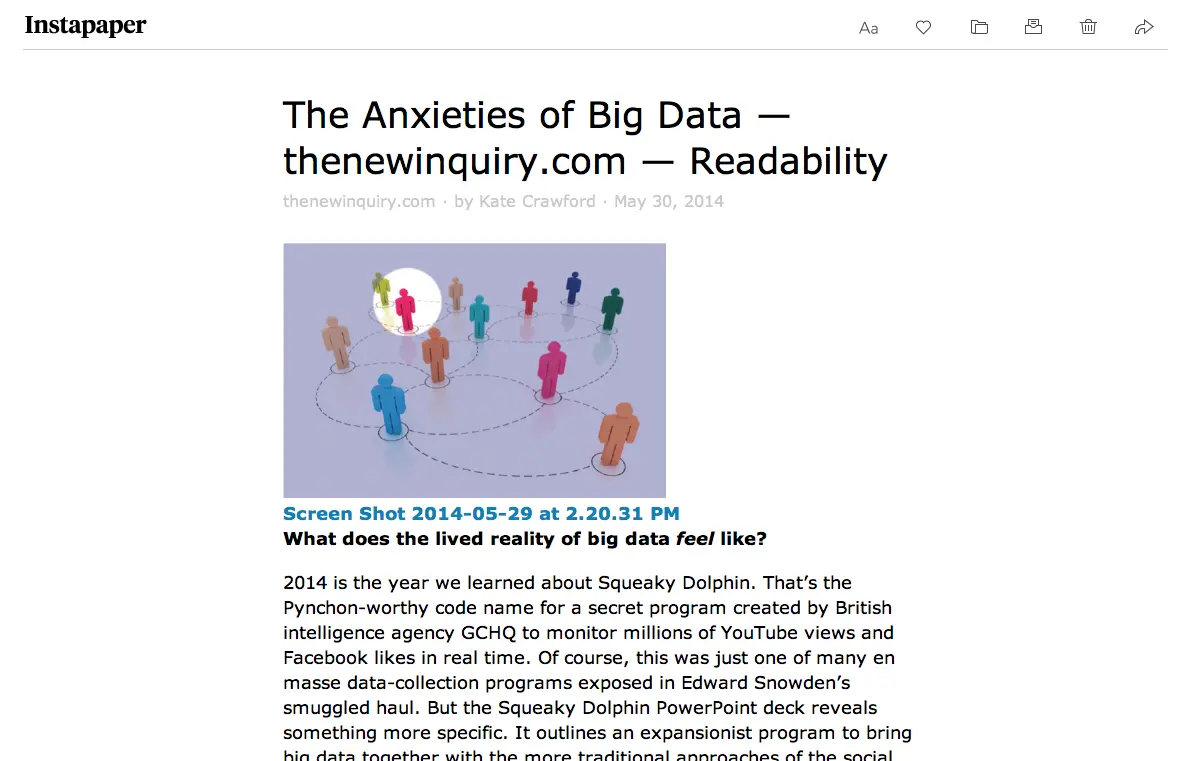 Instapaper
Aa
The Anxieties of Big Data —
thenewinquiry.com — Readability
thenewinquiry.com · by Kate Crawford · May 30, 2014
Screen Shot 2014-05-29 at 2.20.31 PM
What does the lived reality of big data feel like?
2014 is the year we learned about Squeaky Dolphin. That’s the
Pynchon-worthy code name for a secret program created by British
intelligence agency GCHQ to monitor millions of YouTube views and
Facebook likes in real time. Of course, this was just one of many en
masse data-collection programs exposed in Edward Snowden’s
smuggled haul. But the Squeaky Dolphin PowerPoint deck reveals
something more specific. It outlines an expansionist program to bring
big data together with the more traditional approaches of the social